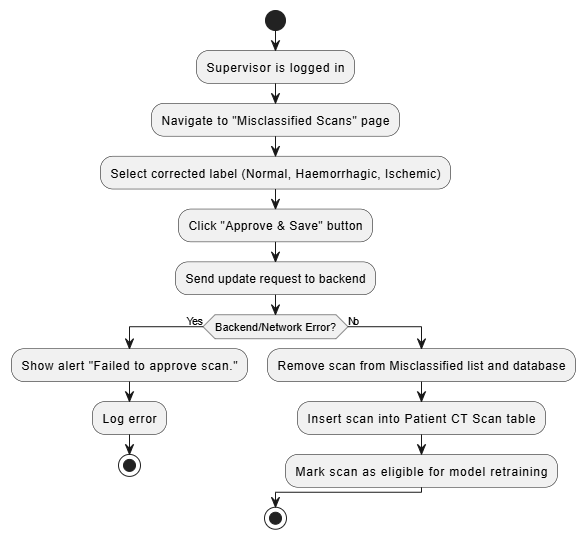 Supervisor is logged in
Navigate to "Misclassified Scans" page
Select corrected label (Normal, Haemorrhagic, Ischemic)
Click "Approve & Save" button
Send update request to backend
Yes
Backend/Network Error?
No
Show alert "Failed to approve scan."
Remove scan from Misclassified list and database
Log error
Insert scan into Patient CT Scan table
Mark scan as eligible for model retraining